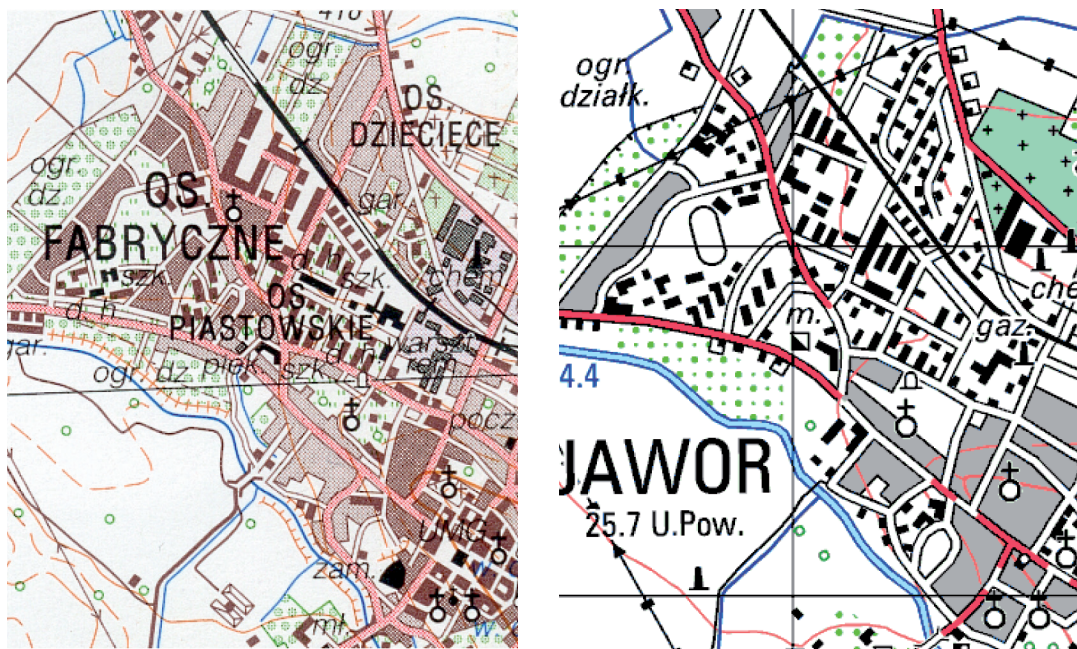 418
ogr.
dz.
OS.
DZIECIĘCE
ogr.
dz.
OS.
gar.
FABRYCZNE
szk.
d. h.
szk.
chem.
OS.
d. h.
PIASTOWSKIE
gar.
d. h.
warszt.
ogr. dz.
piek.
szk.
rem.
pocz.
UMG
zam.
mł.
ogr.
działk.
che
m.
gaz.
4.4
JAWOR
25.7 U.Pow.